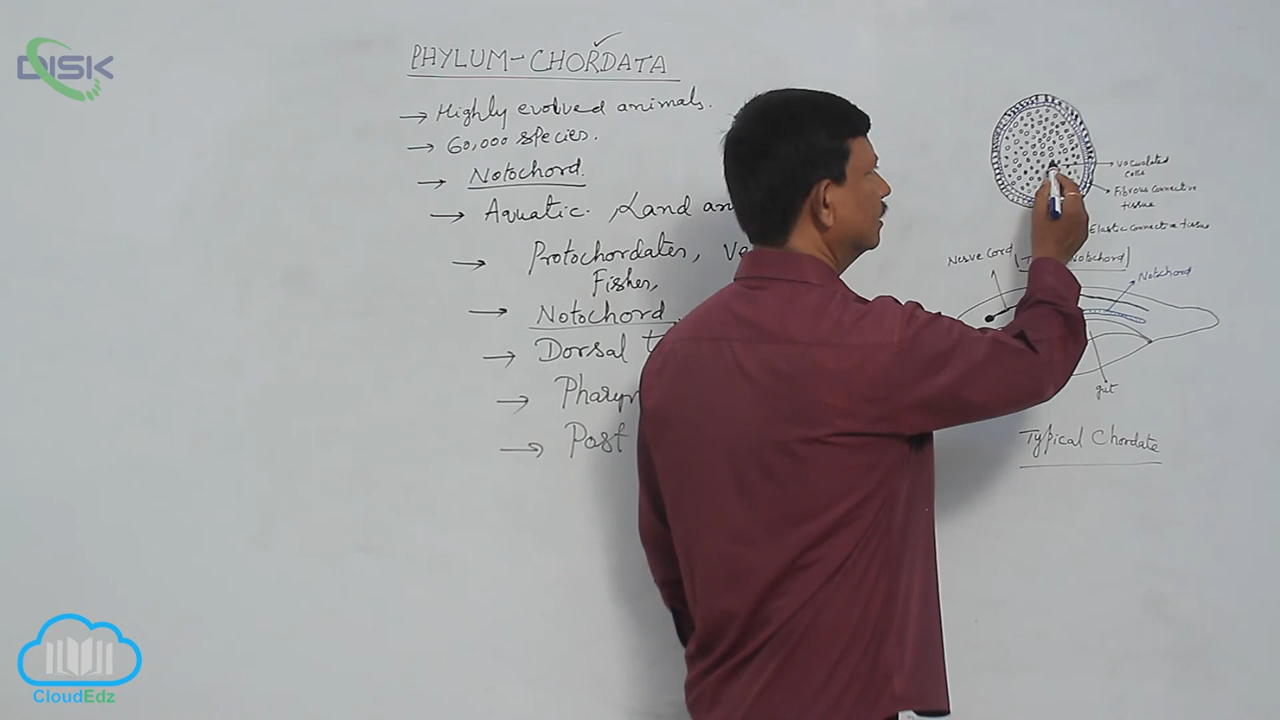 DISK
PHYLUM-CHORDATA
→ Highly evolved animals.
→ 60,000 species.
→ Notochord.
→ Aquatic. , Land an
→ Protochordates, Ve
Fishes,
→ Notochord.
→ Dorsal t
→ Phary
→ Post
→ vacuolated
cells
→ Fibrous connective
tissue
Elastic connective tissue
Notochord)
Nerve cord
Notochord
gut
Typical Chordate
CloudEdz